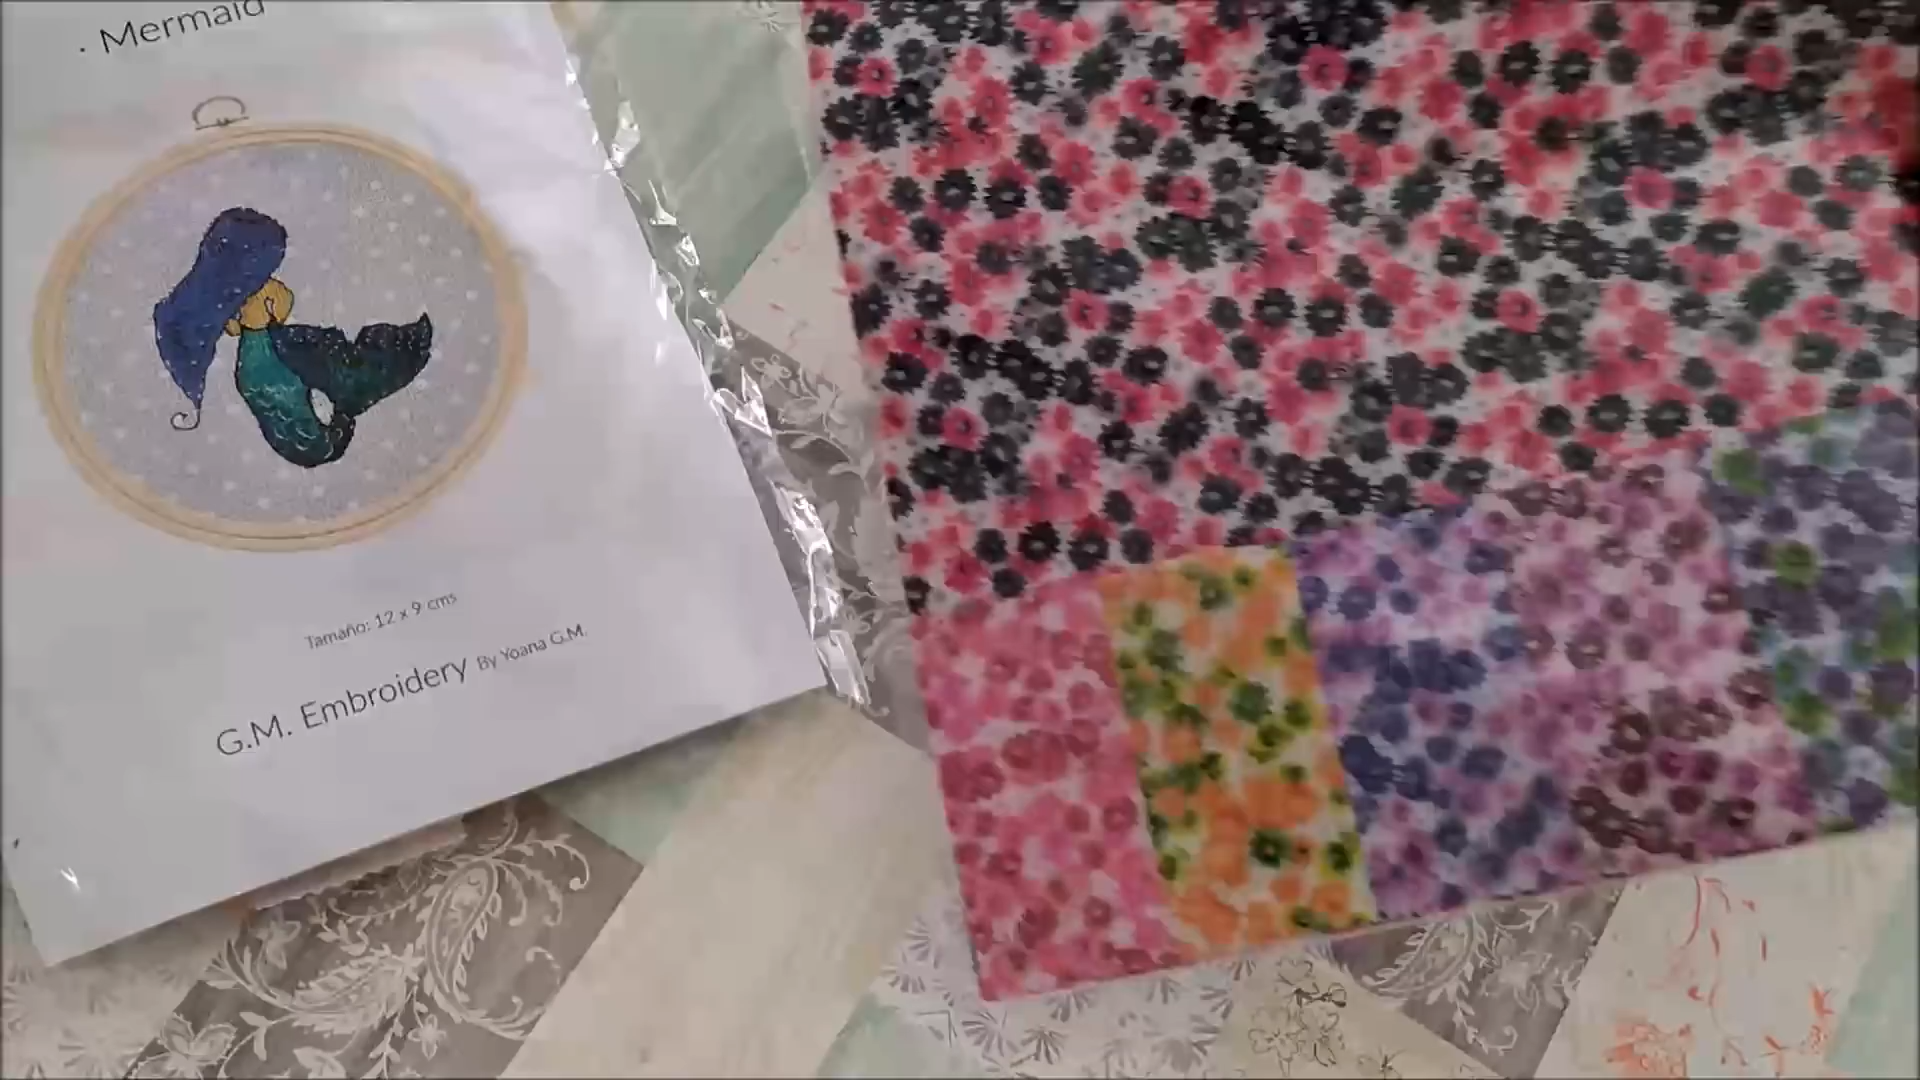 . Mermaid
Tamaño: 12 x 9 cms
G.M. Embroidery By Yoana G.M.